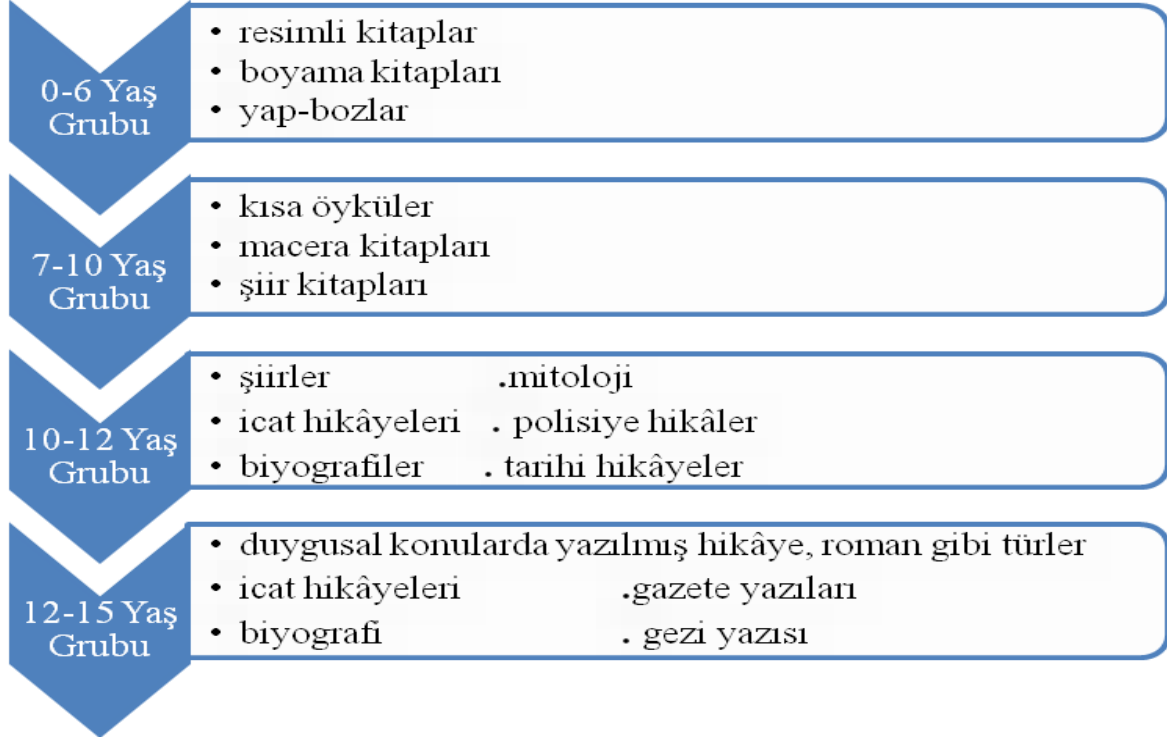 0-6 Yaş
Grubu
• resimli kitaplar
• boyama kitapları
• yap-bozlar
7-10 Yaş
Grubu
• kısa öyküler
• macera kitapları
• şiir kitapları
10-12 Yaş
Grubu
• şiirler .mitoloji
• icat hikâyeleri . polisiye hikâler
• biyografiler . tarihi hikâyeler
12-15 Yaş
Grubu
• duygusal konularda yazılmış hikâye, roman gibi türler
• icat hikâyeleri .gazete yazıları
• biyografi . gezi yazısı